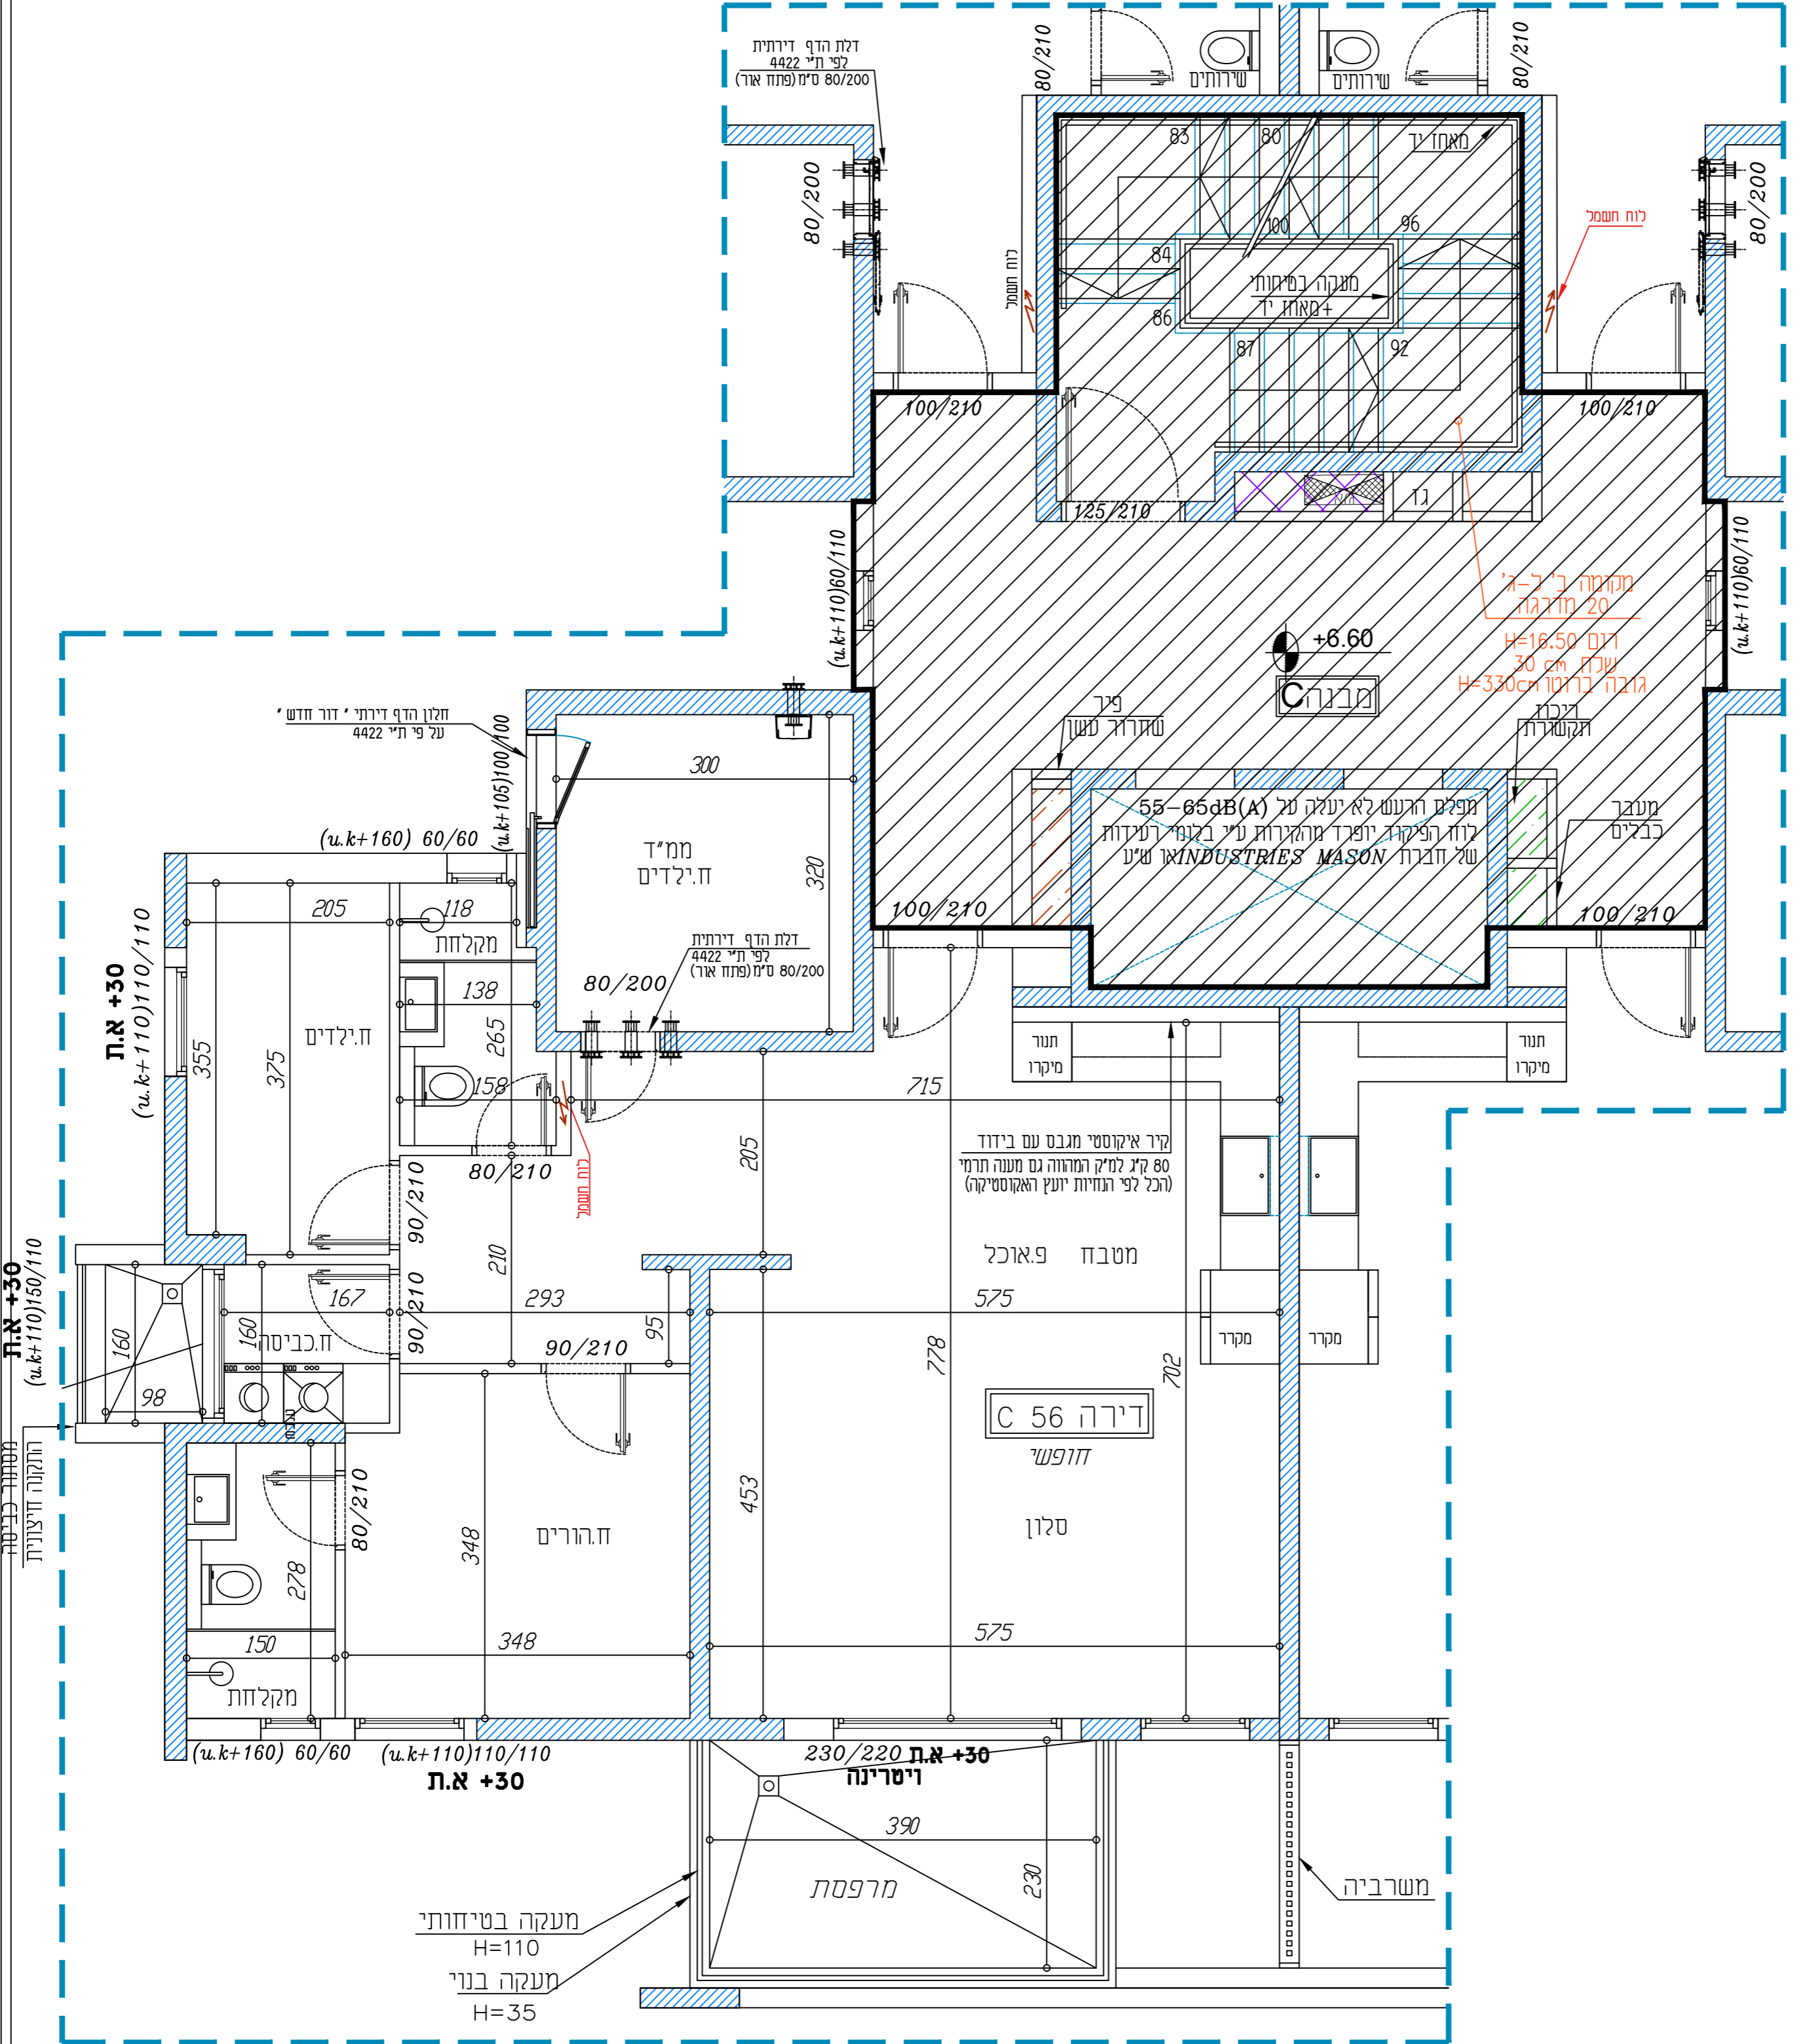 דלת הדף דירתית
לפי ת"י 4422
80/200 ס"מ(פתח אור)
80/210
שירותים
שירותים
80/210
83
80
מאחז יד
80/200
80/200
לוח חשמל
לוח חשמל
100
96
84
מעקה בטיחותי
+מאחז יד
86
87
92
100/210
100/210
125/210
גז
(u.k+110)60/110
(u.k+110)60/110
מקומה ב' ל-ג'
20 מדרגה
רום H=16.50
שלח 30 cm
גובה ברוטו H=330cm
+6.60
מבנה C
פיר
שחרור עשן
ריכוז
תקשורת
מעבר
כבלים
מפלס הרעש לא יעלה על 55-65dB(A)
לוח הפיקוד יופרד מהקירות ע"י בלומי רעידות
של חברת INDUSTRIES MASON או ש"ע
100/210
100/210
חלון הדף דירתי " דור חדש "
על פי ת"י 4422
(u.k+105)100/100
300
320
ממ"ד
ח.ילדים
(u.k+160) 60/60
205
118
מקלחת
דלת הדף דירתית
לפי ת"י 4422
80/200 ס"מ(פתח אור)
80/200
138
265
א.ת +30
(u.k+110)110/110
355
375
ח.ילדים
158
715
תנור
מיקרו
תנור
מיקרו
קיר איקוסטי מגבס עם בידוד
80 ק"ג למ"ק המהווה גם מענה תרמי
(הכל לפי הנחיות יועץ האקוסטיקה)
80/210
לוח חשמל
205
90/210
210
מטבח פ.אוכל
א.ת +30
(u.k+110)150/110
160
98
160
167
ח.כביסה
90/210
293
95
90/210
575
778
702
מקרר
מקרר
דירה 56 C
חופשי
מסתור כביסה
התקנה חיצונית
80/210
278
348
ח.הורים
453
סלון
150
מקלחת
348
575
(u.k+160) 60/60
(u.k+110)110/110
א.ת +30
230/220 א.ת +30
ויטרינה
390
230
מרפסת
משרביה
מעקה בטיחותי
H=110
מעקה בנוי
H=35